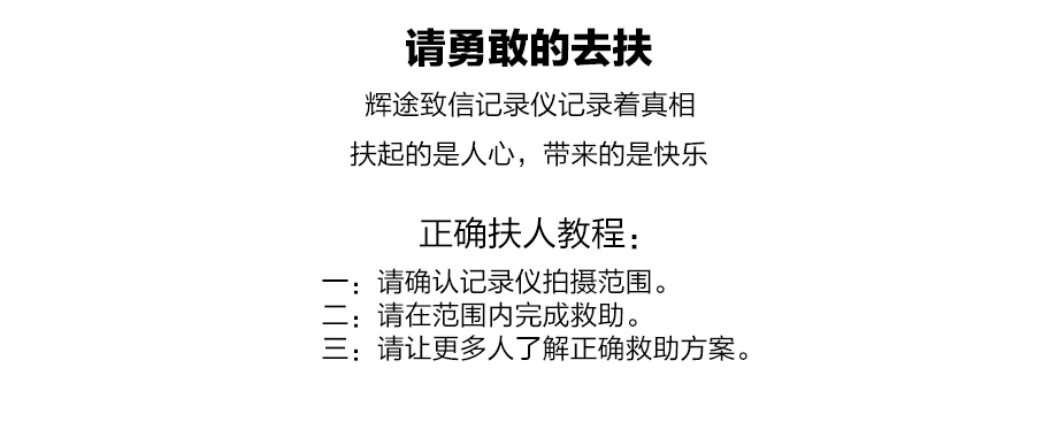 请勇敢的去扶
辉途致信记录仪记录着真相
扶起的是人心，带来的是快乐
正确扶人教程：
一：请确认记录仪拍摄范围。
二：请在范围内完成救助。
三：请让更多人了解正确救助方案。